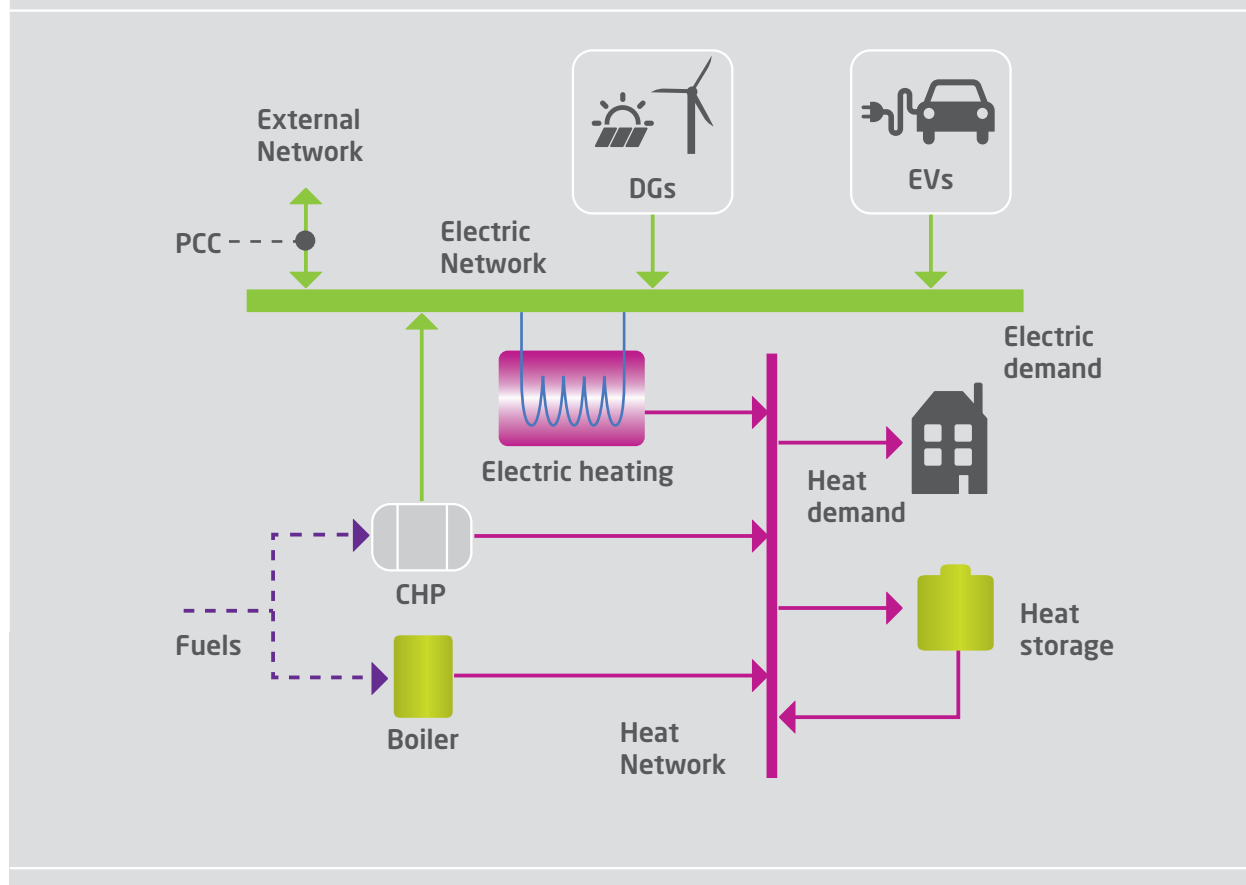 External
Network
PCC
Electric
Network
DGs
EVs
Electric
demand
Electric heating
Heat
demand
CHP
Fuels
Boiler
Heat
storage
Heat
Network